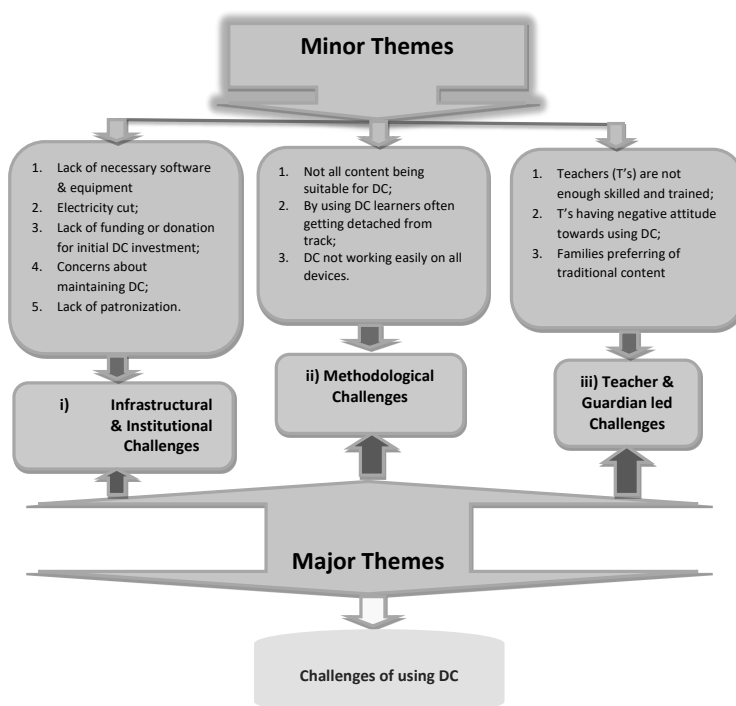 Minor Themes
1. Lack of necessary software
& equipment
2. Electricity cut;
3. Lack of funding or donation
for initial DC investment;
4. Concerns about
maintaining DC;
5. Lack of patronization.
1. Not all content being
suitable for DC;
2. By using DC learners often
getting detached from
track;
3. DC not working easily on all
devices.
1. Teachers (T's) are not
enough skilled and trained;
2. T's having negative attitude
towards using DC;
3. Families preferring of
traditional content
i) Infrastructural
& Institutional
Challenges
ii) Methodological
Challenges
iii) Teacher &
Guardian led
Challenges
Major Themes
Challenges of using DC